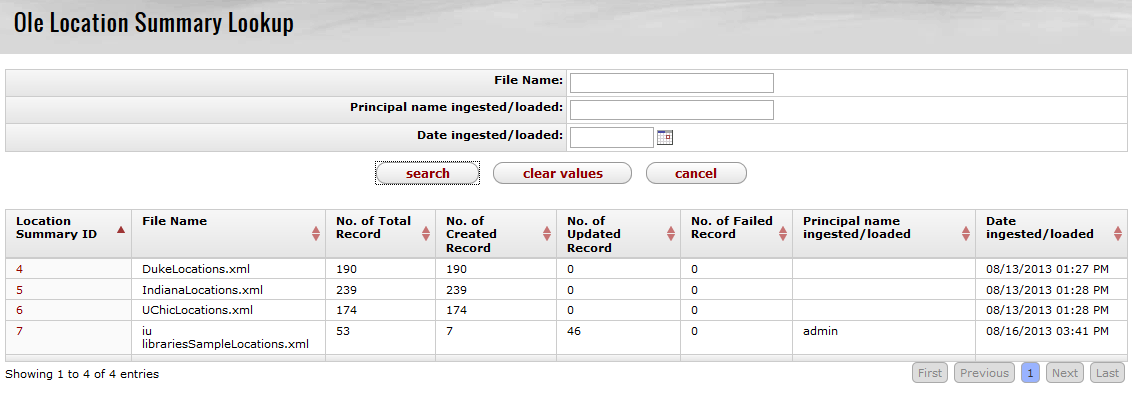 Ole Location Summary Lookup
File Name:
Principal name ingested/loaded:
Date ingested/loaded:
search clear values cancel
Location Summary ID File Name No. of Total Record No. of Created Record No. of Updated Record No. of Failed Record Principal name ingested/loaded Date ingested/loaded
4 DukeLocations.xml 190 190 0 0 08/13/2013 01:27 PM
5 IndianaLocations.xml 239 239 0 0 08/13/2013 01:28 PM
6 UChicLocations.xml 174 174 0 0 08/13/2013 01:28 PM
7 iu librariesSampleLocations.xml 53 7 46 0 admin 08/16/2013 03:41 PM
Showing 1 to 4 of 4 entries First Previous 1 Next Last